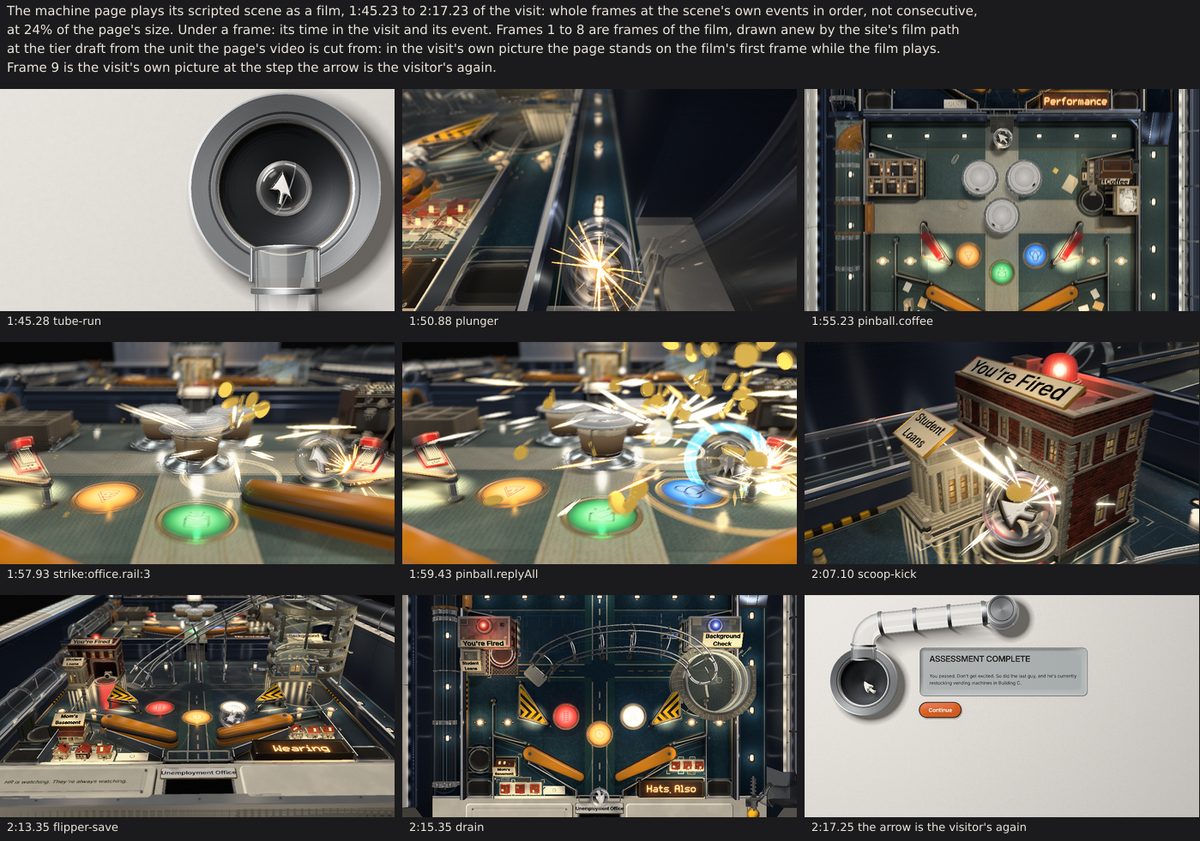 The machine page plays its scripted scene as a film, 1:45.23 to 2:17.23 of the visit: whole frames at the scene's own events in order, not consecutive,
at 24% of the page's size. Under a frame: its time in the visit and its event. Frames 1 to 8 are frames of the film, drawn anew by the site's film path
at the tier draft from the unit the page's video is cut from: in the visit's own picture the page stands on the film's first frame while the film plays.
Frame 9 is the visit's own picture at the step the arrow is the visitor's again.
Performance
Coffee
1:45.28 tube-run
1:50.88 plunger
1:55.23 pinball.coffee
You're Fired
Student
Loans
1:57.93 strike:office.rail:3
1:59.43 pinball.replyAll
2:07.10 scoop-kick
You're Fired
Student
Loans
Background
Mom's
Basement
Wearing
HR is watching. They're always watching.
Unemployment Office
You're Fired
Student
Loans
Background
Check
Mom's
Basement
Hats. Also
Unemployment Office
ASSESSMENT COMPLETE
You passed. Don't get excited. So did the last guy, and he's currently
restocking vending machines in Building C.
Continue
2:13.35 flipper-save
2:15.35 drain
2:17.25 the arrow is the visitor's again